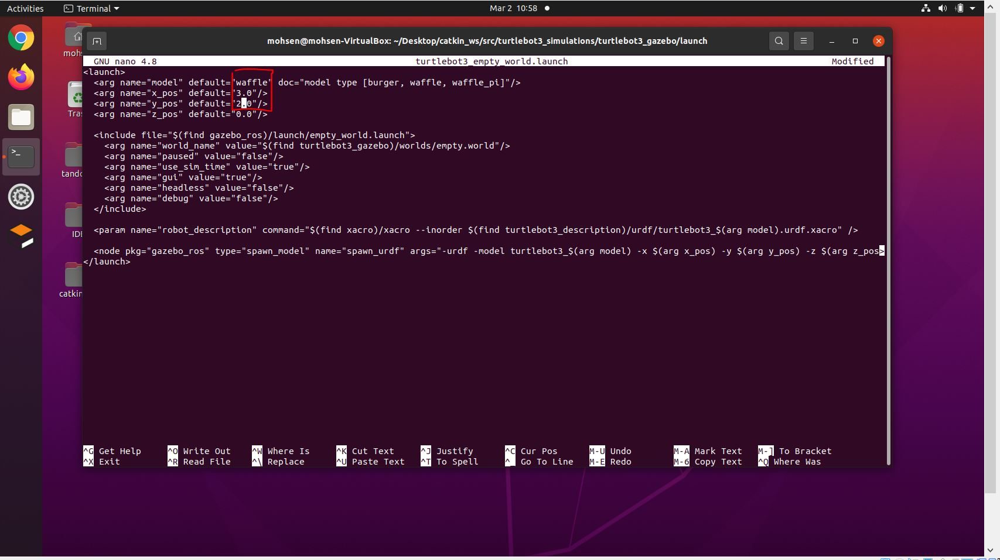 Activities
Terminal
Mar 2 10:58
mohsen@mohsen-VirtualBox: ~/Desktop/catkin_ws/src/turtlebot3_simulations/turtlebot3_gazebo/launch
GNU nano 4.8 turtlebot3_empty_world.launch Modified
<launch>
<arg name="model" default="waffle" doc="model type [burger, waffle, waffle_pi]"/>
<arg name="x_pos" default="3.0"/>
<arg name="y_pos" default="2.0"/>
<arg name="z_pos" default="0.0"/>
<include file="$(find gazebo_ros)/launch/empty_world.launch">
<arg name="world_name" value="$(find turtlebot3_gazebo)/worlds/empty.world"/>
<arg name="paused" value="false"/>
<arg name="use_sim_time" value="true"/>
<arg name="gui" value="true"/>
<arg name="headless" value="false"/>
<arg name="debug" value="false"/>
</include>
<param name="robot_description" command="$(find xacro)/xacro --inorder $(find turtlebot3_description)/urdf/turtlebot3_$(arg model).urdf.xacro" />
<node pkg="gazebo_ros" type="spawn_model" name="spawn_urdf" args="-urdf -model turtlebot3_$(arg model) -x $(arg x_pos) -y $(arg y_pos) -z $(arg z_pos>
</launch>
^G Get Help ^O Write Out ^W Where Is ^K Cut Text ^J Justify ^C Cur Pos M-U Undo M-A Mark Text M-] To Bracket
^X Exit ^R Read File ^\ Replace ^U Paste Text ^T To Spell ^_ Go To Line M-E Redo M-6 Copy Text ^Q Where Was
mohs
Tras
tando
IDE
catkin